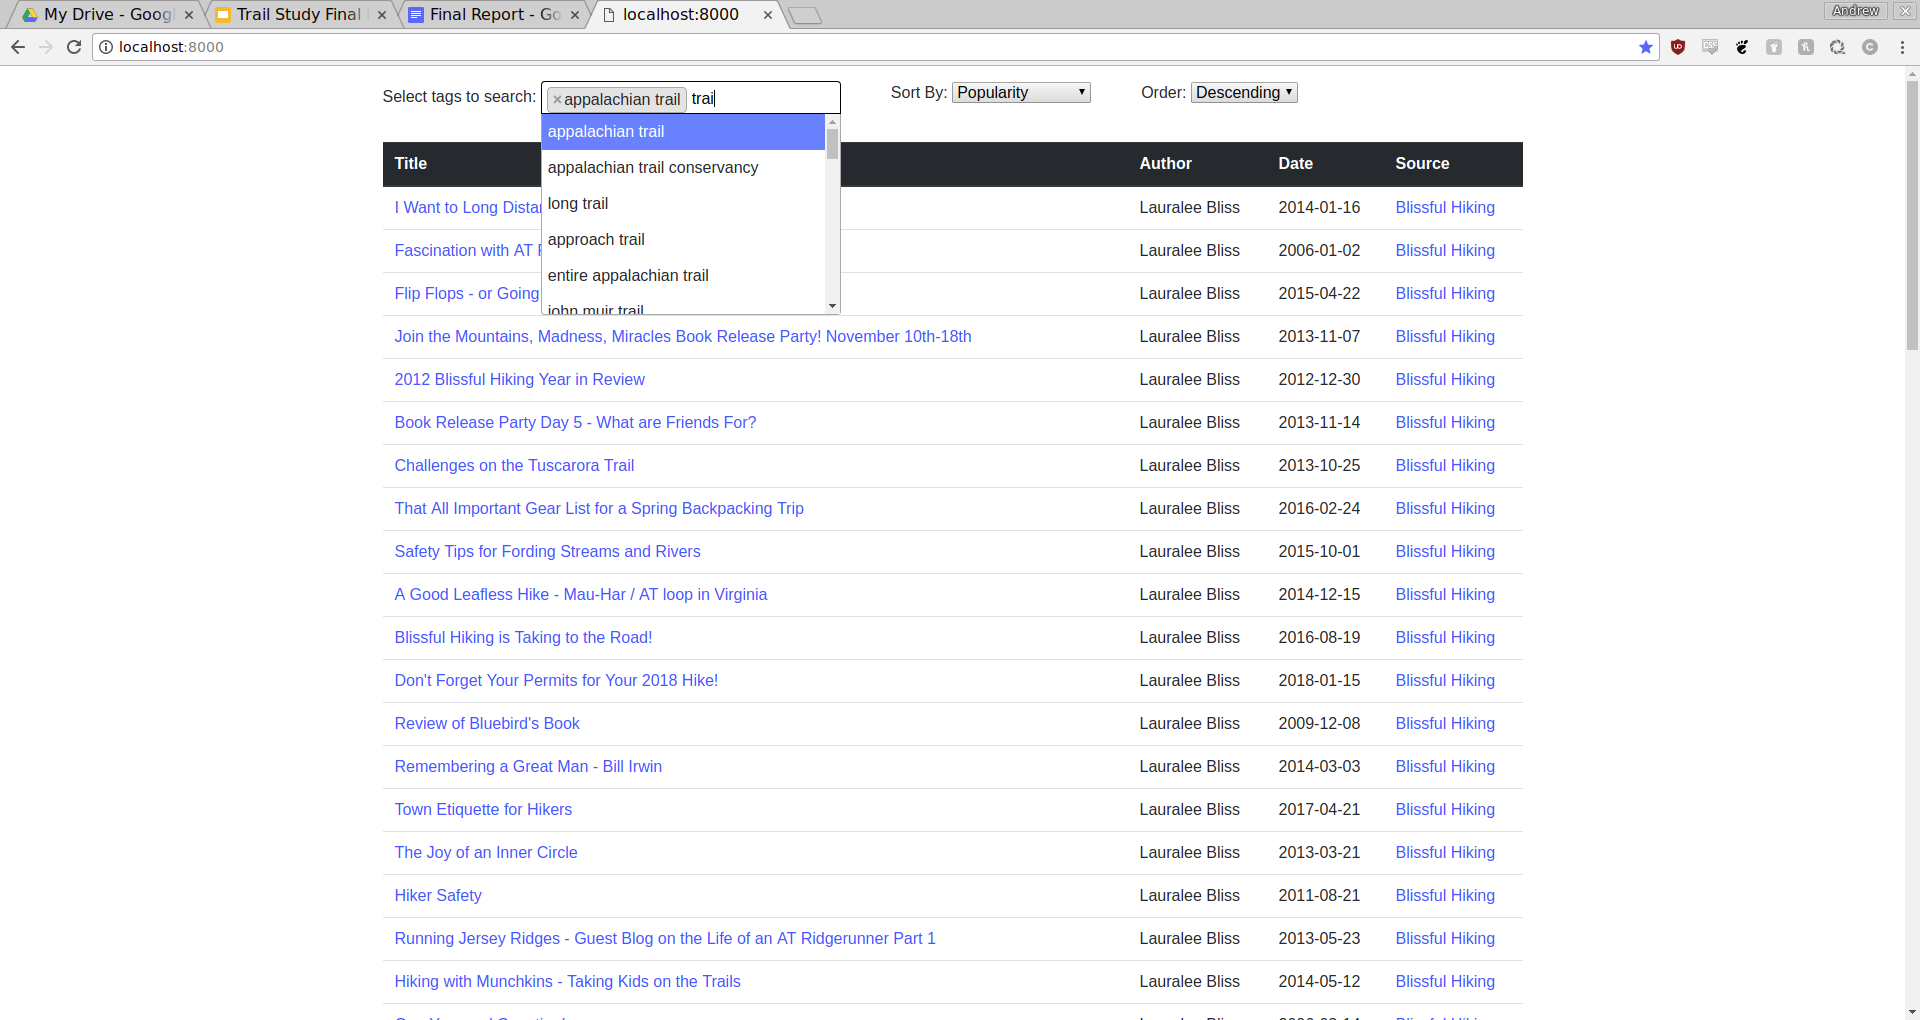 My Drive - Goog
Trail Study Final
Final Report - Go
localhost:8000
Andrew
localhost:8000
Select tags to search: ×appalachian trail trai
Sort By: Popularity
Order: Descending
appalachian trail
appalachian trail conservancy
long trail
approach trail
entire appalachian trail
john muir trail
Title Author Date Source
I Want to Long Distan Lauralee Bliss 2014-01-16 Blissful Hiking
Fascination with AT Lauralee Bliss 2006-01-02 Blissful Hiking
Flip Flops - or Going Lauralee Bliss 2015-04-22 Blissful Hiking
Join the Mountains, Madness, Miracles Book Release Party! November 10th-18th Lauralee Bliss 2013-11-07 Blissful Hiking
2012 Blissful Hiking Year in Review Lauralee Bliss 2012-12-30 Blissful Hiking
Book Release Party Day 5 - What are Friends For? Lauralee Bliss 2013-11-14 Blissful Hiking
Challenges on the Tuscarora Trail Lauralee Bliss 2013-10-25 Blissful Hiking
That All Important Gear List for a Spring Backpacking Trip Lauralee Bliss 2016-02-24 Blissful Hiking
Safety Tips for Fording Streams and Rivers Lauralee Bliss 2015-10-01 Blissful Hiking
A Good Leafless Hike - Mau-Har / AT loop in Virginia Lauralee Bliss 2014-12-15 Blissful Hiking
Blissful Hiking is Taking to the Road! Lauralee Bliss 2016-08-19 Blissful Hiking
Don't Forget Your Permits for Your 2018 Hike! Lauralee Bliss 2018-01-15 Blissful Hiking
Review of Bluebird's Book Lauralee Bliss 2009-12-08 Blissful Hiking
Remembering a Great Man - Bill Irwin Lauralee Bliss 2014-03-03 Blissful Hiking
Town Etiquette for Hikers Lauralee Bliss 2017-04-21 Blissful Hiking
The Joy of an Inner Circle Lauralee Bliss 2013-03-21 Blissful Hiking
Hiker Safety Lauralee Bliss 2011-08-21 Blissful Hiking
Running Jersey Ridges - Guest Blog on the Life of an AT Ridgerunner Part 1 Lauralee Bliss 2013-05-23 Blissful Hiking
Hiking with Munchkins - Taking Kids on the Trails Lauralee Bliss 2014-05-12 Blissful Hiking